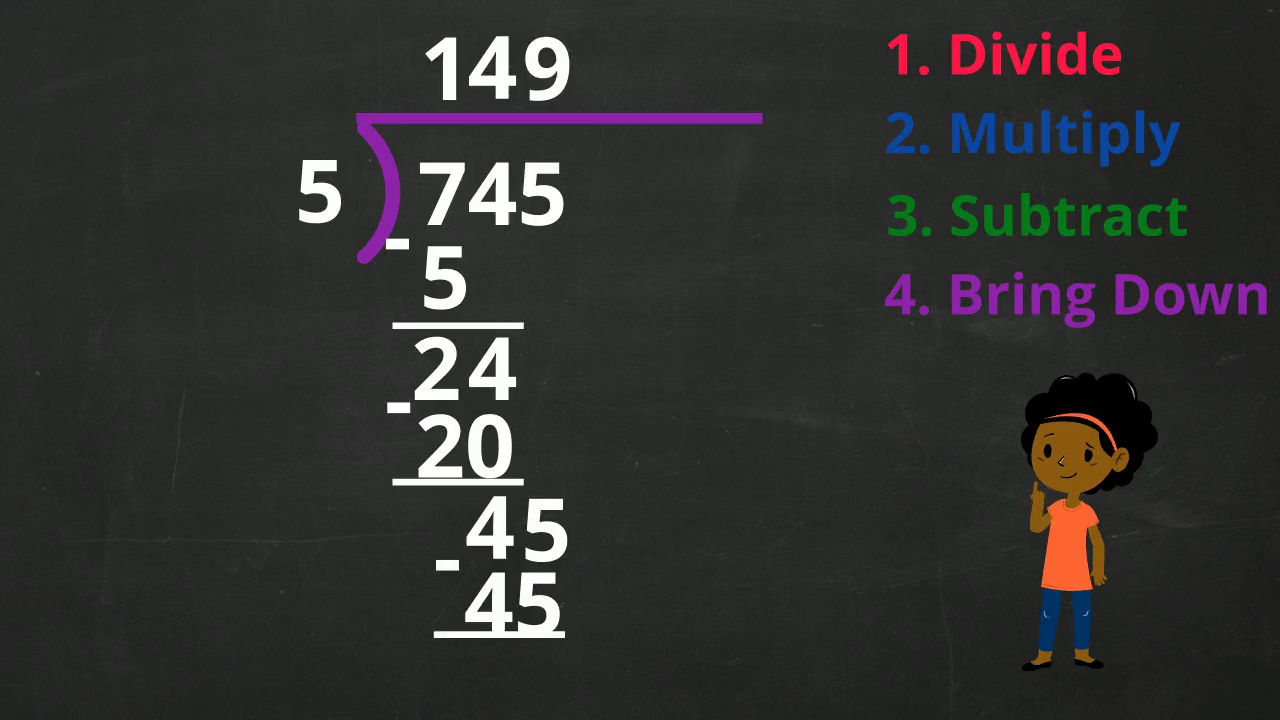 149
5 745
- 5
24
- 20
45
- 45
1. Divide
2. Multiply
3. Subtract
4. Bring Down